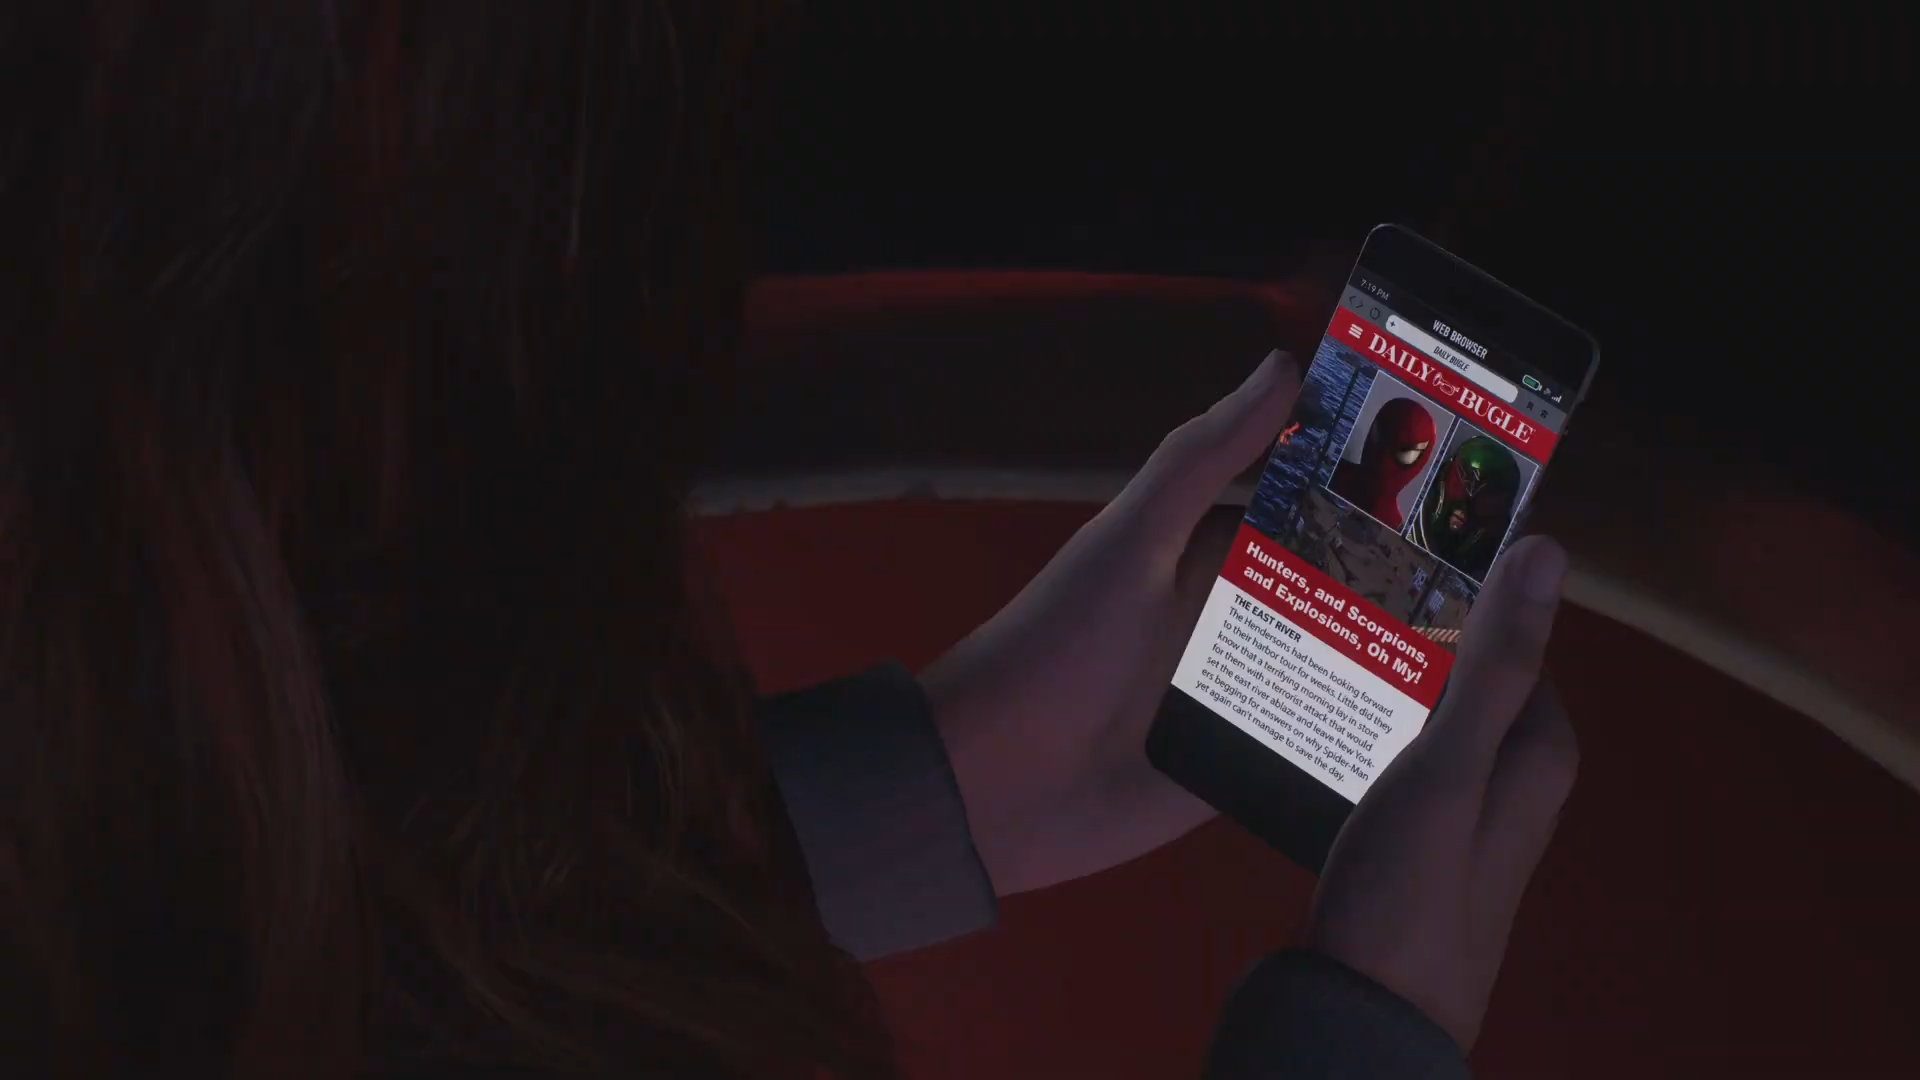 7:19 PM
WEB BROWSER
DAILY BUGLE
DAILY BUGLE
Hunters, and Scorpions,
and Explosions, Oh My!
THE EAST RIVER
The Hendersons had been looking forward
to their harbor tour for weeks. Little did they
know that a terrifying morning lay in store
for them with a terrorist attack that would
set the east river ablaze and leave New York-
ers begging for answers on why Spider-Man
yet again can't manage to save the day.